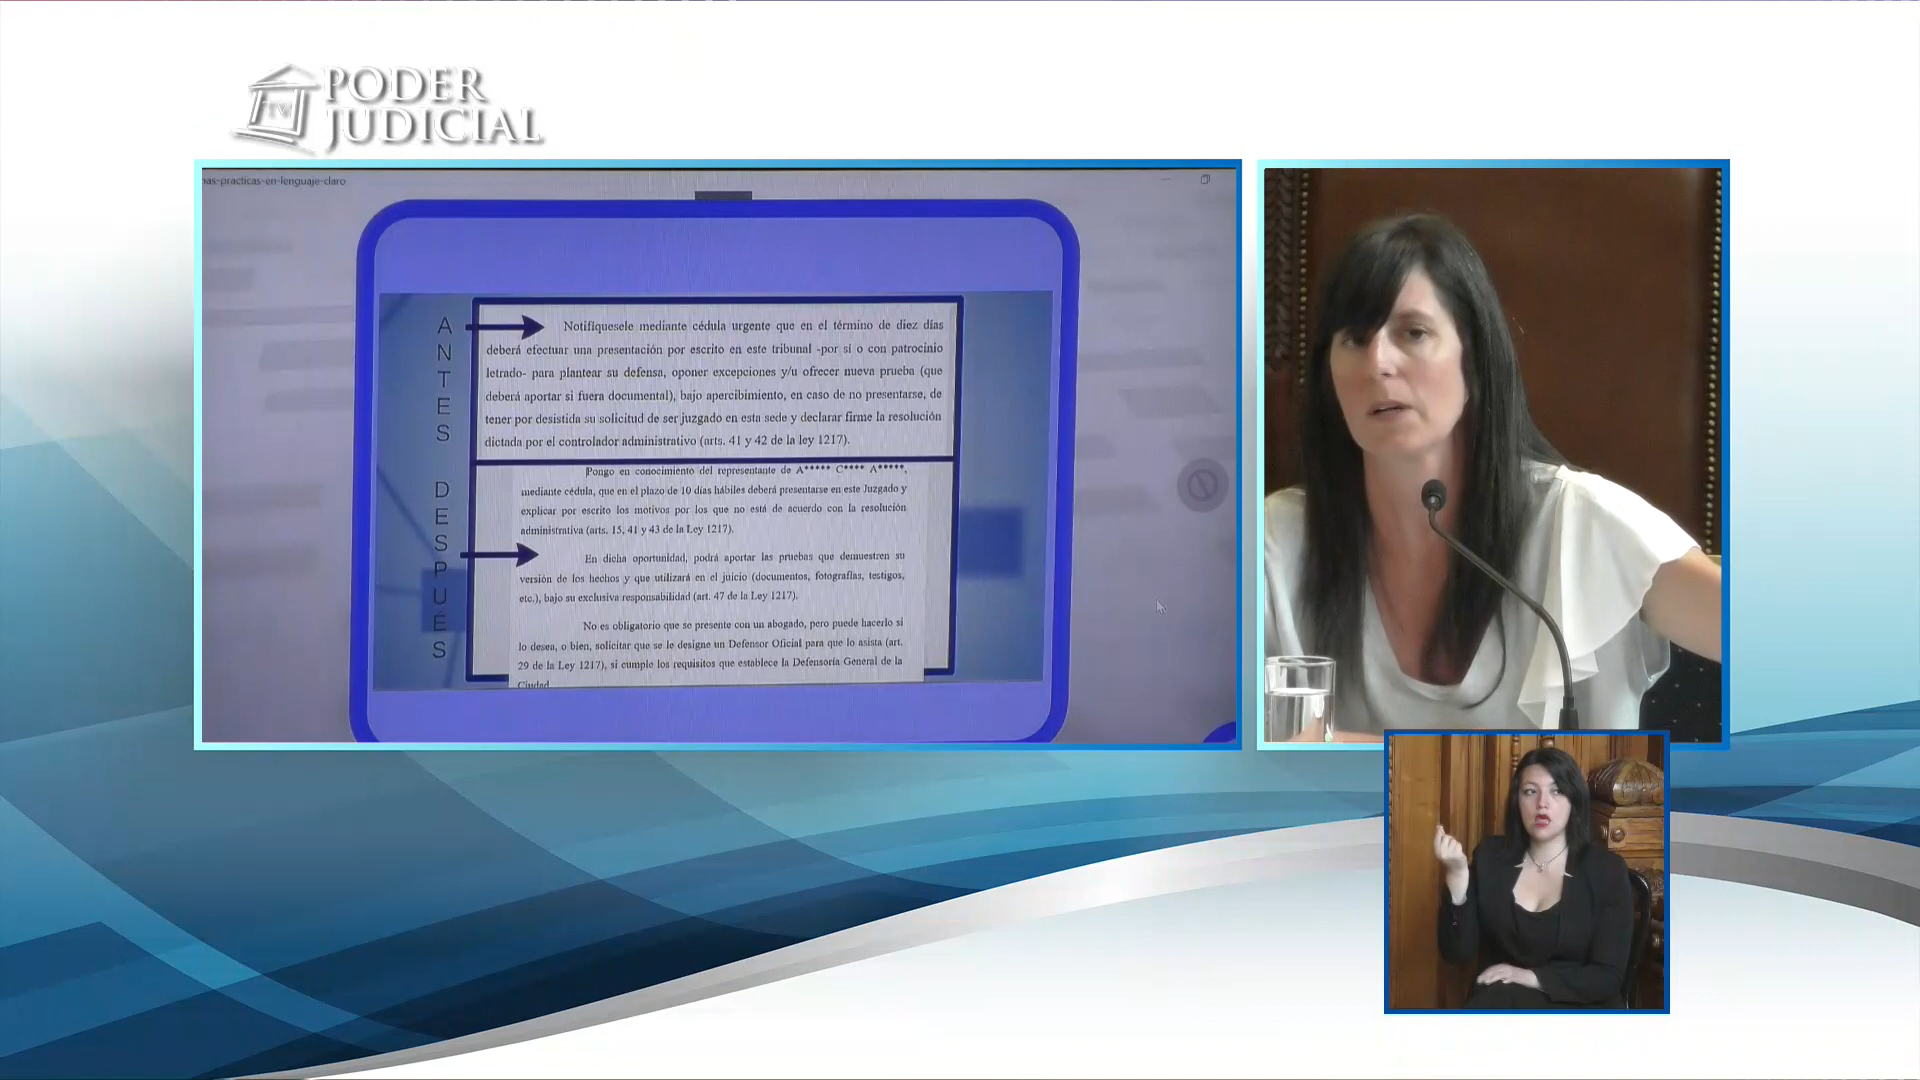 TV
PODER
JUDICIAL
nas-practicas-en-lenguaje-claro
ANTES
Notifíquesele mediante cédula urgente que en el término de diez días
deberá efectuar una presentación por escrito en este tribunal -por sí o con patrocinio
letrado- para plantear su defensa, oponer excepciones y/u ofrecer nueva prueba (que
deberá aportar si fuera documental), bajo apercibimiento, en caso de no presentarse, de
tener por desistida su solicitud de ser juzgado en esta sede y declarar firme la resolución
dictada por el controlador administrativo (arts. 41 y 42 de la ley 1217).
DESPUÉS
Pongo en conocimiento del representante de A***** C**** A*****,
mediante cédula, que en el plazo de 10 días hábiles deberá presentarse en este Juzgado y
explicar por escrito los motivos por los que no está de acuerdo con la resolución
administrativa (arts. 15, 41 y 43 de la Ley 1217).
En dicha oportunidad, podrá aportar las pruebas que demuestren su
versión de los hechos y que utilizará en el juicio (documentos, fotografías, testigos,
etc.), bajo su exclusiva responsabilidad (art. 47 de la Ley 1217).
No es obligatorio que se presente con un abogado, pero puede hacerlo si
lo desea, o bien, solicitar que se le designe un Defensor Oficial para que lo asista (art.
29 de la Ley 1217), si cumple los requisitos que establece la Defensoría General de la
Ciudad